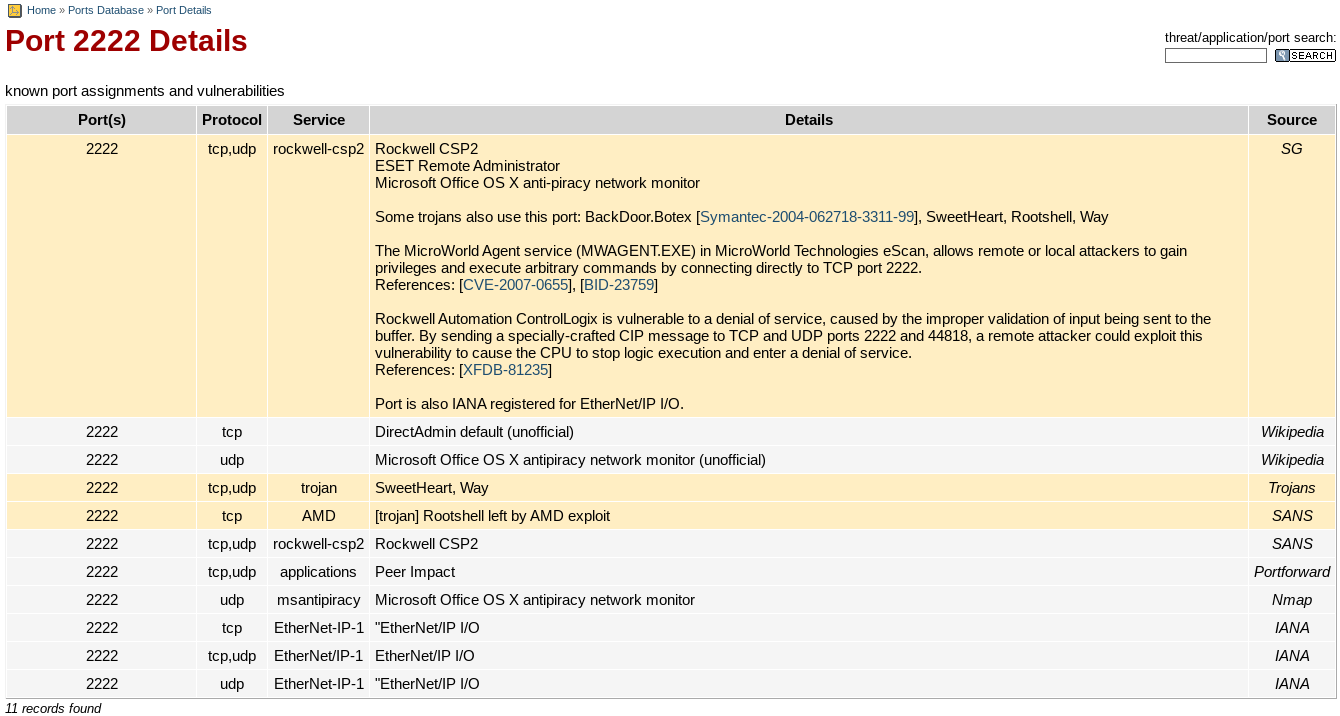 Home » Ports Database » Port Details
Port 2222 Details
threat/application/port search:
SEARCH
known port assignments and vulnerabilities
Port(s) Protocol Service Details Source
2222 tcp,udp rockwell-csp2 Rockwell CSP2 SG
ESET Remote Administrator
Microsoft Office OS X anti-piracy network monitor
Some trojans also use this port: BackDoor.Botex [Symantec-2004-062718-3311-99], SweetHeart, Rootshell, Way
The MicroWorld Agent service (MWAGENT.EXE) in MicroWorld Technologies eScan, allows remote or local attackers to gain
privileges and execute arbitrary commands by connecting directly to TCP port 2222.
References: [CVE-2007-0655], [BID-23759]
Rockwell Automation ControlLogix is vulnerable to a denial of service, caused by the improper validation of input being sent to the
buffer. By sending a specially-crafted CIP message to TCP and UDP ports 2222 and 44818, a remote attacker could exploit this
vulnerability to cause the CPU to stop logic execution and enter a denial of service.
References: [XFDB-81235]
Port is also IANA registered for EtherNet/IP I/O.
2222 tcp DirectAdmin default (unofficial) Wikipedia
2222 udp Microsoft Office OS X antipiracy network monitor (unofficial) Wikipedia
2222 tcp,udp trojan SweetHeart, Way Trojans
2222 tcp AMD [trojan] Rootshell left by AMD exploit SANS
2222 tcp,udp rockwell-csp2 Rockwell CSP2 SANS
2222 tcp,udp applications Peer Impact Portforward
2222 udp msantipiracy Microsoft Office OS X antipiracy network monitor Nmap
2222 tcp EtherNet-IP-1 "EtherNet/IP I/O IANA
2222 tcp,udp EtherNet/IP-1 EtherNet/IP I/O IANA
2222 udp EtherNet-IP-1 "EtherNet/IP I/O IANA
11 records found